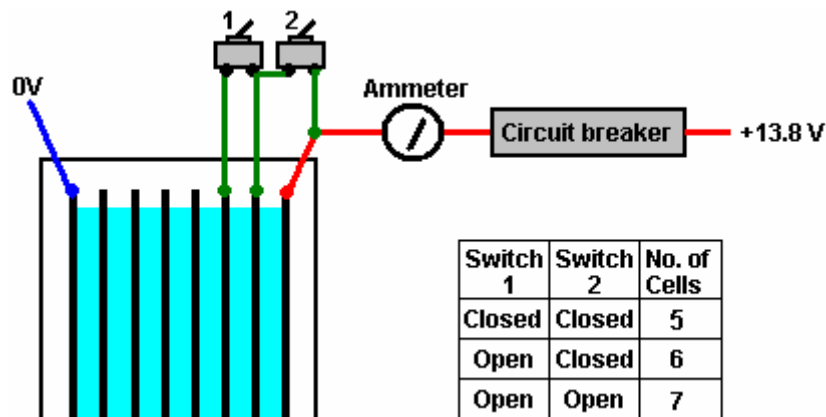 1 2
0V
Ammeter
Circuit breaker
+13.8 V
Switch 1 Switch 2 No. of Cells
Closed Closed 5
Open Closed 6
Open Open 7